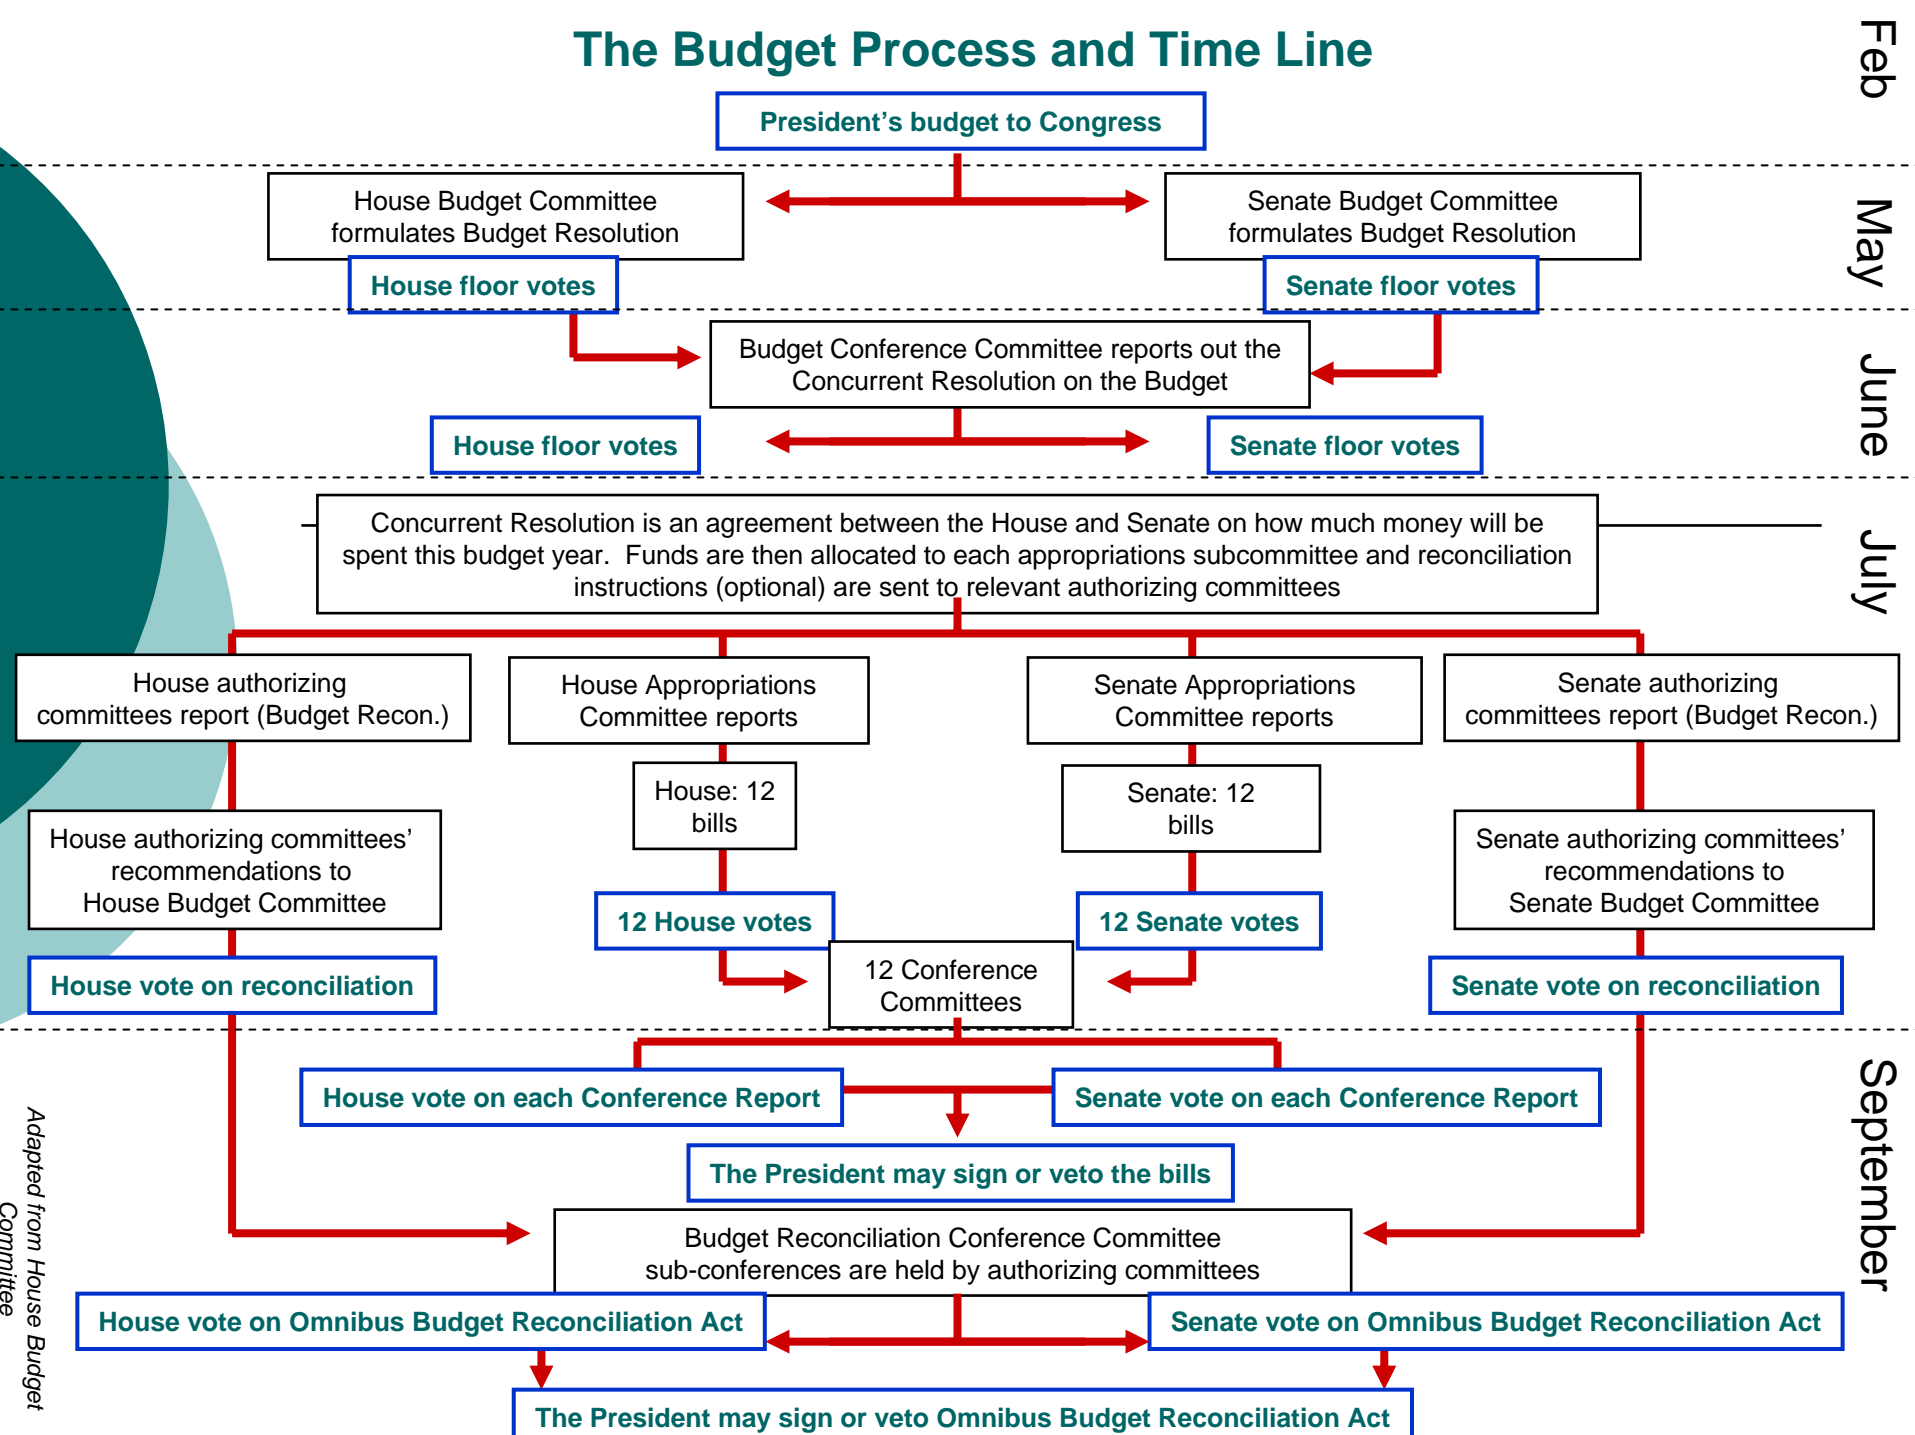 The Budget Process and Time Line
Feb
President’s budget to Congress
House Budget Committee
formulates Budget Resolution
Senate Budget Committee
formulates Budget Resolution
May
House floor votes
Senate floor votes
Budget Conference Committee reports out the
Concurrent Resolution on the Budget
June
House floor votes
Senate floor votes
Concurrent Resolution is an agreement between the House and Senate on how much money will be
spent this budget year.  Funds are then allocated to each appropriations subcommittee and reconciliation
instructions (optional) are sent to relevant authorizing committees
July
House authorizing
committees report (Budget Recon.)
House Appropriations
Committee reports
Senate Appropriations
Committee reports
Senate authorizing
committees report (Budget Recon.)
House: 12
bills
Senate: 12
bills
House authorizing committees’
recommendations to
House Budget Committee
Senate authorizing committees’
recommendations to
Senate Budget Committee
12 House votes
12 Senate votes
12 Conference
Committees
House vote on reconciliation
Senate vote on reconciliation
September
House vote on each Conference Report
Senate vote on each Conference Report
The President may sign or veto the bills
Budget Reconciliation Conference Committee
sub-conferences are held by authorizing committees
House vote on Omnibus Budget Reconciliation Act
Senate vote on Omnibus Budget Reconciliation Act
The President may sign or veto Omnibus Budget Reconciliation Act
Adapted from House Budget
Committee